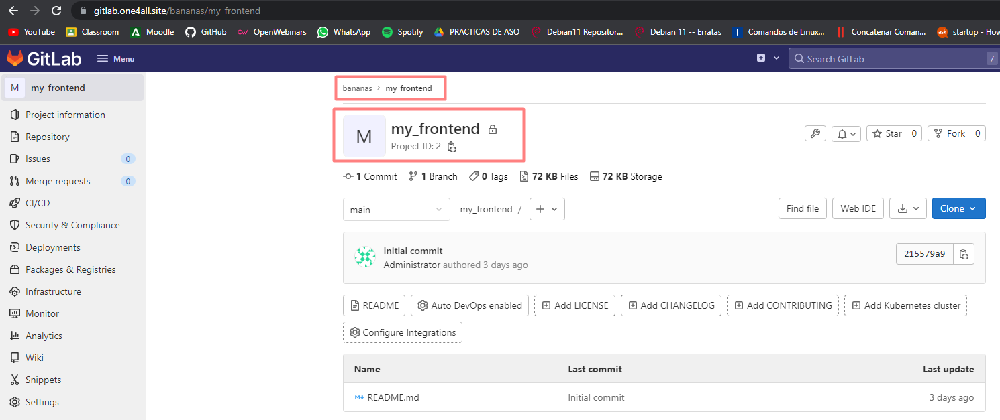 gitlab.one4all.site/bananas/my_frontend
YouTube Classroom Moodle GitHub OpenWebinars WhatsApp Spotify PRACTICAS DE ASO Debian11 Repositor... Debian 11 -- Erratas Comandos de Linux... Concatenar Coman... ask startup - How
GitLab Menu Search GitLab /
M my_frontend
Project information
Repository
Issues 0
Merge requests 0
CI/CD
Security & Compliance
Deployments
Packages & Registries
Infrastructure
Monitor
Analytics
Wiki
Snippets
Settings
bananas > my_frontend
M
my_frontend
Project ID: 2
Star 0 Fork 0
1 Commit 1 Branch 0 Tags 72 KB Files 72 KB Storage
main my_frontend / + Find file Web IDE Clone
Initial commit
Administrator authored 3 days ago
215579a9
README Auto DevOps enabled Add LICENSE Add CHANGELOG Add CONTRIBUTING Add Kubernetes cluster
Configure Integrations
Name Last commit Last update
M↓ README.md Initial commit 3 days ago